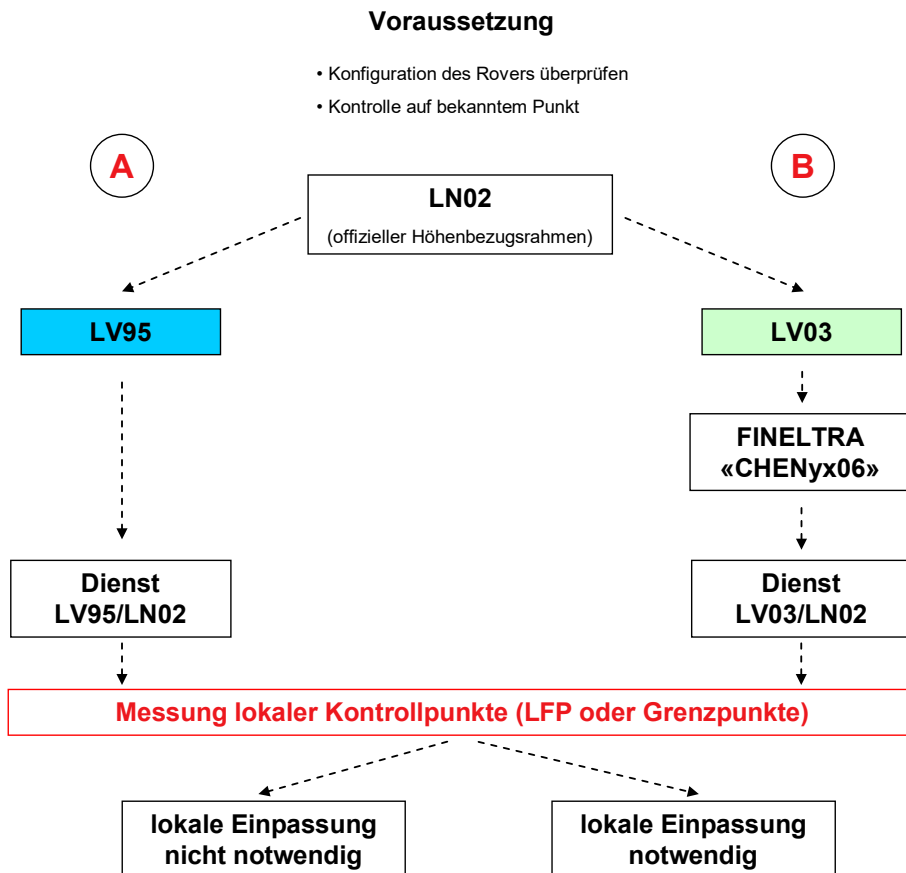 Voraussetzung
• Konfiguration des Rovers überprüfen
• Kontrolle auf bekanntem Punkt
A
B
LN02
(offizieller Höhenbezugsrahmen)
LV95
LV03
FINELTRA
«CHENyx06»
Dienst
LV95/LN02
Dienst
LV03/LN02
Messung lokaler Kontrollpunkte (LFP oder Grenzpunkte)
lokale Einpassung
nicht notwendig
lokale Einpassung
notwendig